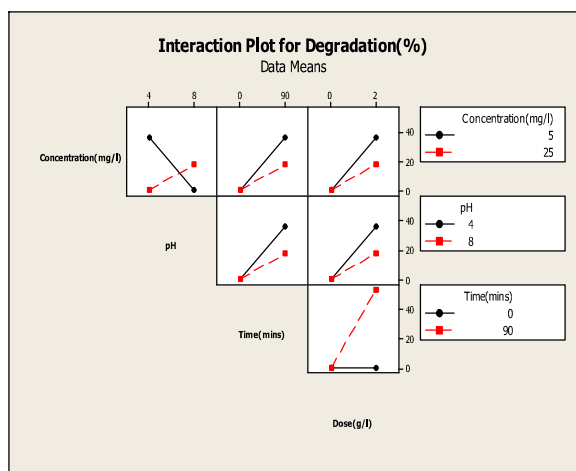 Interaction Plot for Degradation(%)
Data Means
4 8 0 90 0 2
Concentration(mg/l)
40
20
0
Concentration(mg/l)
5
25
pH
40
20
0
pH
4
8
Time(mins)
40
20
0
Time(mins)
0
90
Dose(g/l)